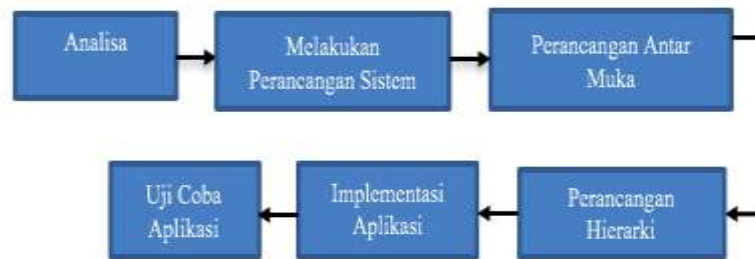 Analisa
Melakukan
Perancangan Sistem
Perancangan Antar
Muka
Perancangan
Hierarki
Implementasi
Aplikasi
Uji Coba
Aplikasi